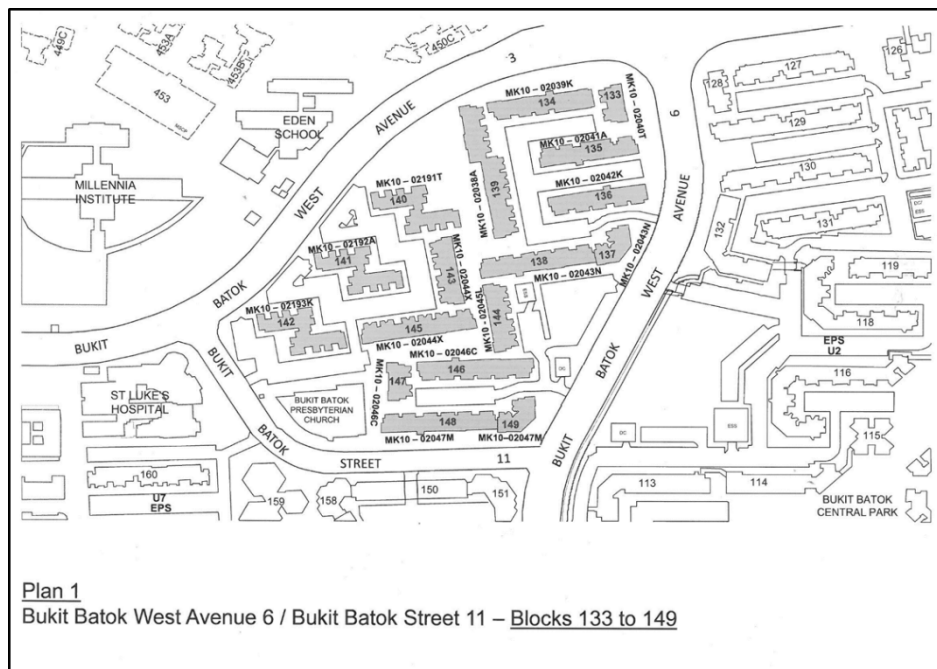 449C
453A
453B
450C
453
MSCP
EDEN
SCHOOL
MILLENNIA
INSTITUTE
BUKIT
BATOK
WEST
AVENUE
3
MK10 – 02039K
134
133
MK10 – 02040T
MK10 – 02041A
135
MK10 – 02042K
136
139
MK10 – 02038A
MK10 – 02191T
140
MK10 – 02192A
141
143
MK10 – 02044X
138
137
MK10 – 02043N
MK10 – 02043N
MK10 – 02193K
142
145
MK10 – 02044X
MK10 – 02045L
144
ESS
MK10 – 02046C
146
147
MK10 – 02046C
DC
BUKIT BATOK
PRESBYTERIAN
CHURCH
148
149
MK10 – 02047M
MK10–02047M
BUKIT
BATOK
STREET
11
BUKIT
BATOK
WEST
AVENUE
6
126
127
128
129
130
131
132
119
118
EPS
U2
116
115
DC
ESS
113
114
BUKIT BATOK
CENTRAL PARK
ST LUKE'S
HOSPITAL
160
U7
EPS
159
158
150
151
Plan 1
Bukit Batok West Avenue 6 / Bukit Batok Street 11 – Blocks 133 to 149